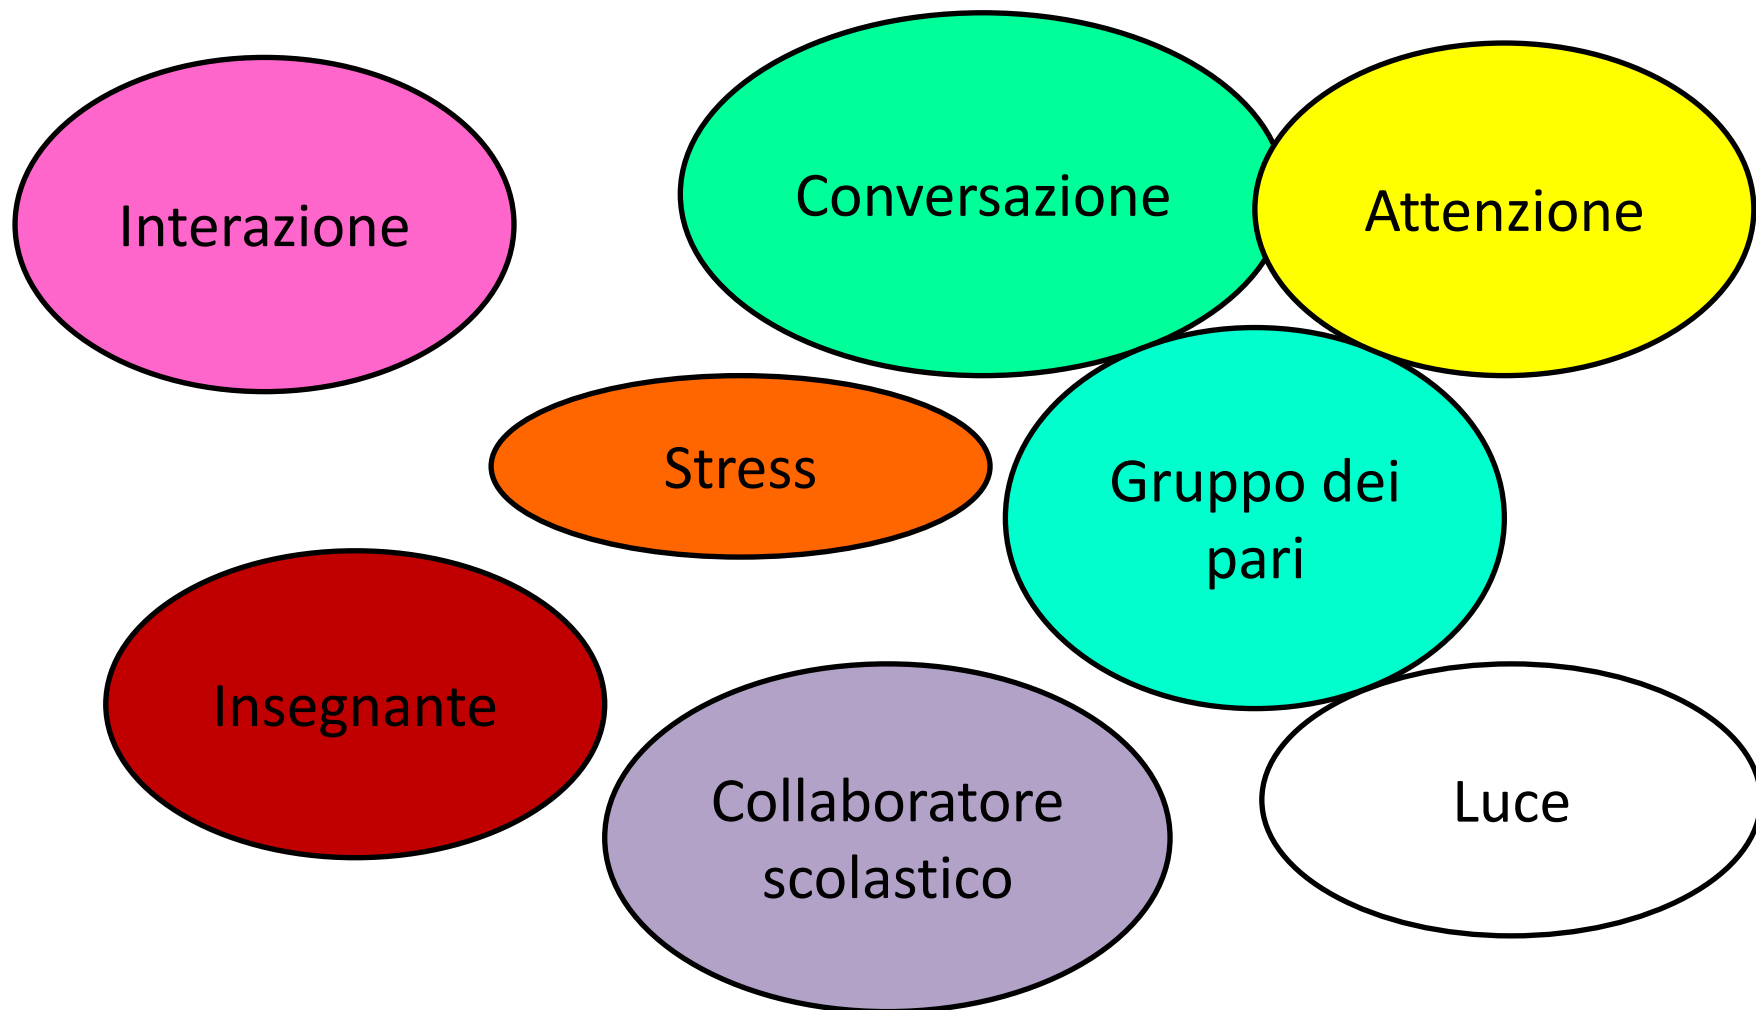 Interazione
Conversazione
Attenzione
Stress
Gruppo dei
pari
Insegnante
Collaboratore
scolastico
Luce